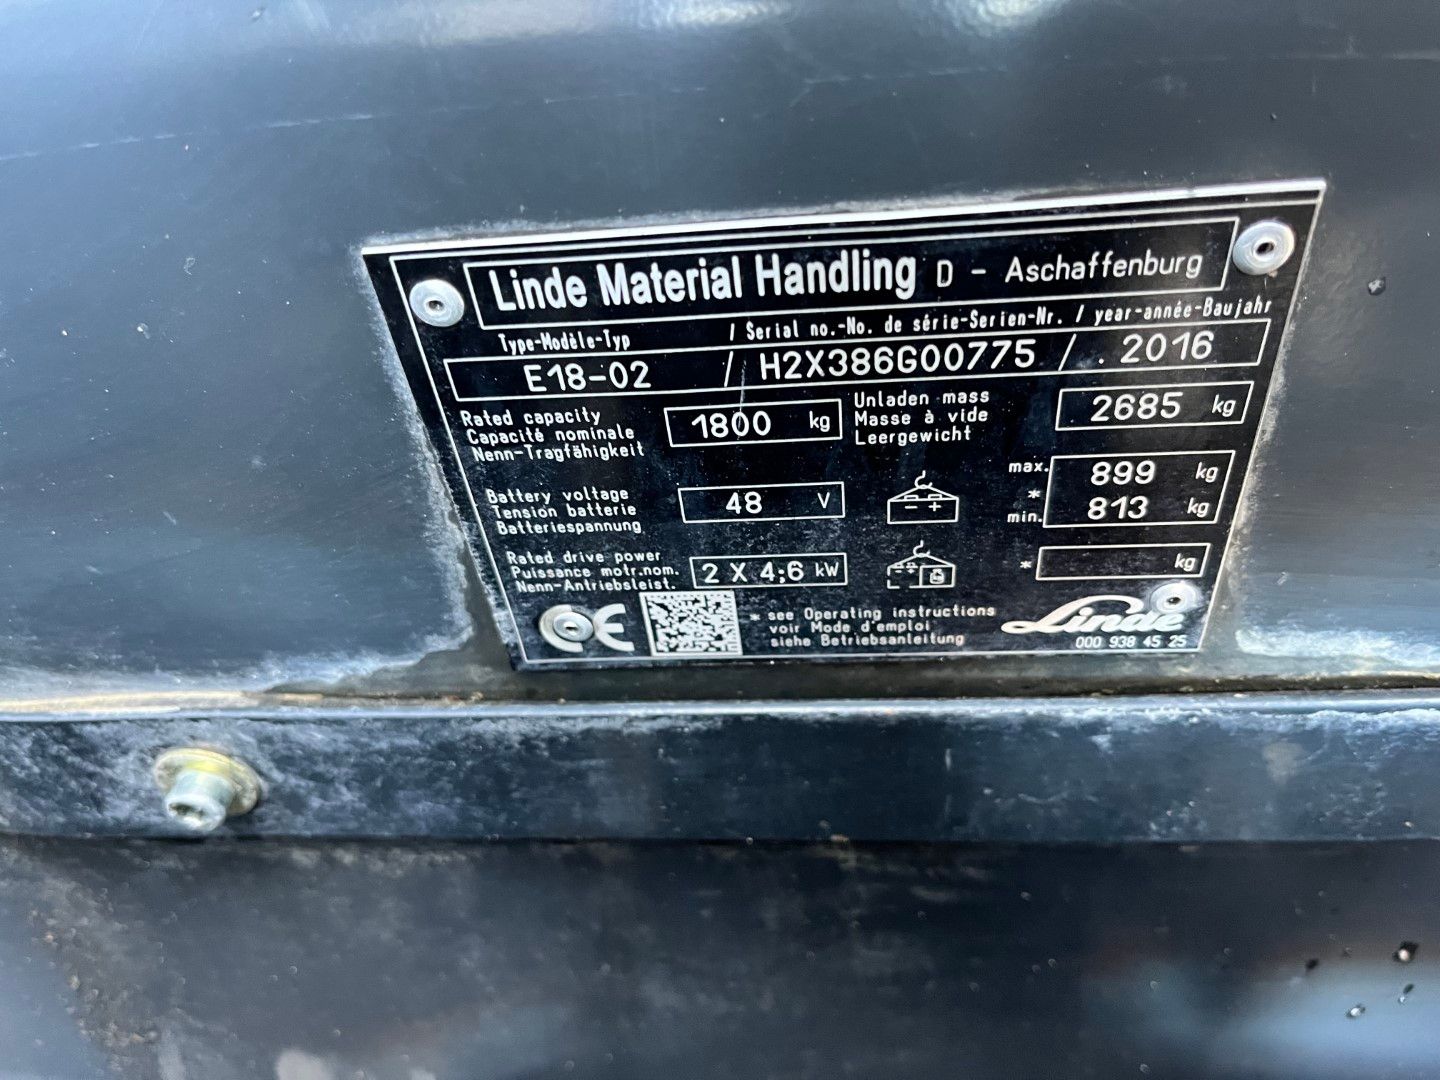 Linde Material Handling D - Aschaffenburg
Type-Modèle-Typ / Serial no.-No. de série-Serien-Nr. / year-année-Baujahr
E18-02 / H2X386G00775 / . 2016
Rated capacity
Capacité nominale
Nenn-Tragfähigkeit
1800 kg
Unladen mass
Masse à vide
Leergewicht
2685 kg
Battery voltage
Tension batterie
Batteriespannung
48 V
- +
max. 899 kg
*
min. 813 kg
Rated drive power
Puissance motr.nom.
Nenn-Antriebsleist.
2 X 4;6 kW
- +
* kg
CE
* see Operating instructions
voir Mode d'emploi
siehe Betriebsanleitung
Linde
000 938 45 25